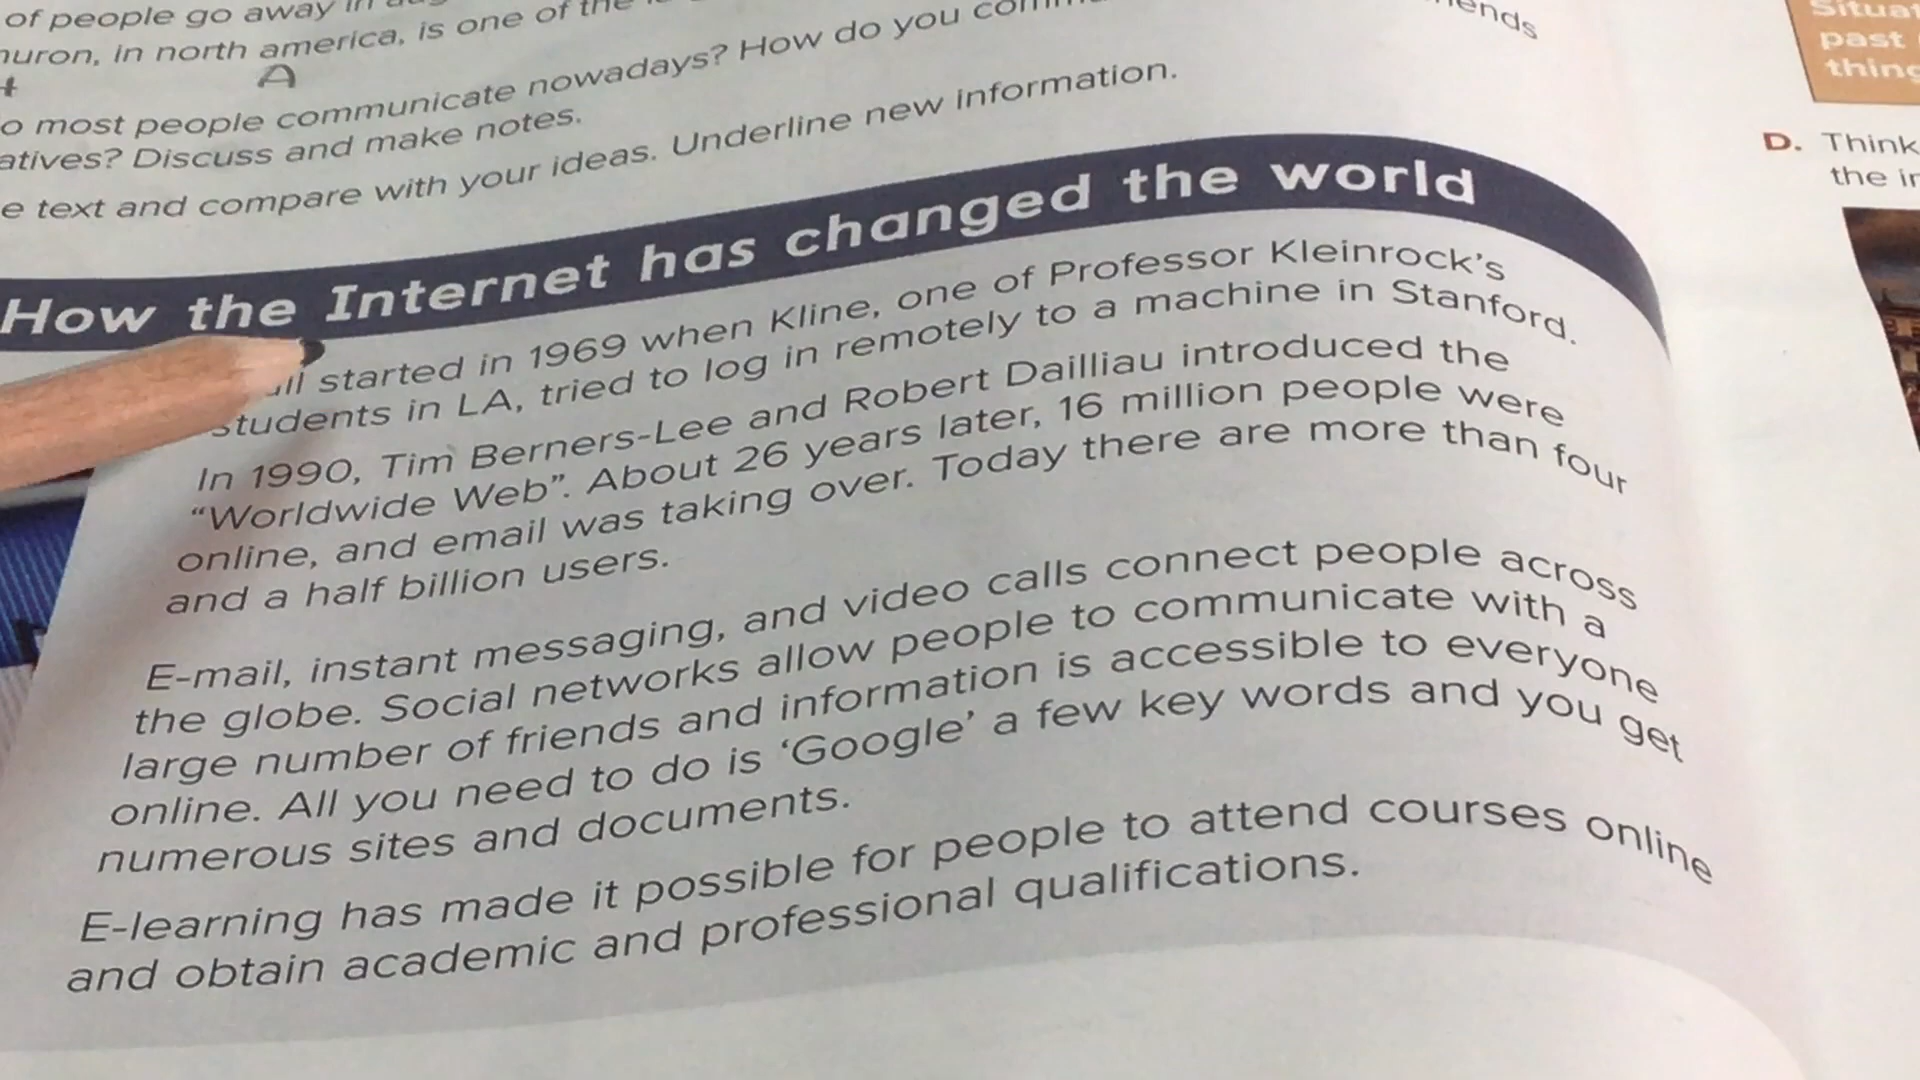 of people go away in
huron, in north america, is one of the
A
o most people communicate nowadays? How do you
atives? Discuss and make notes.
e text and compare with your ideas. Underline new information.
How the Internet has changed the world
started in 1969 when Kline, one of Professor Kleinrock's
students in LA, tried to log in remotely to a machine in Stanford.
In 1990, Tim Berners-Lee and Robert Dailliau introduced the
"Worldwide Web". About 26 years later, 16 million people were
online, and email was taking over. Today there are more than four
and a half billion users.
E-mail, instant messaging, and video calls connect people across
the globe. Social networks allow people to communicate with a
large number of friends and information is accessible to everyone
online. All you need to do is 'Google' a few key words and you get
numerous sites and documents.
E-learning has made it possible for people to attend courses online
and obtain academic and professional qualifications.
past
D. Think
the